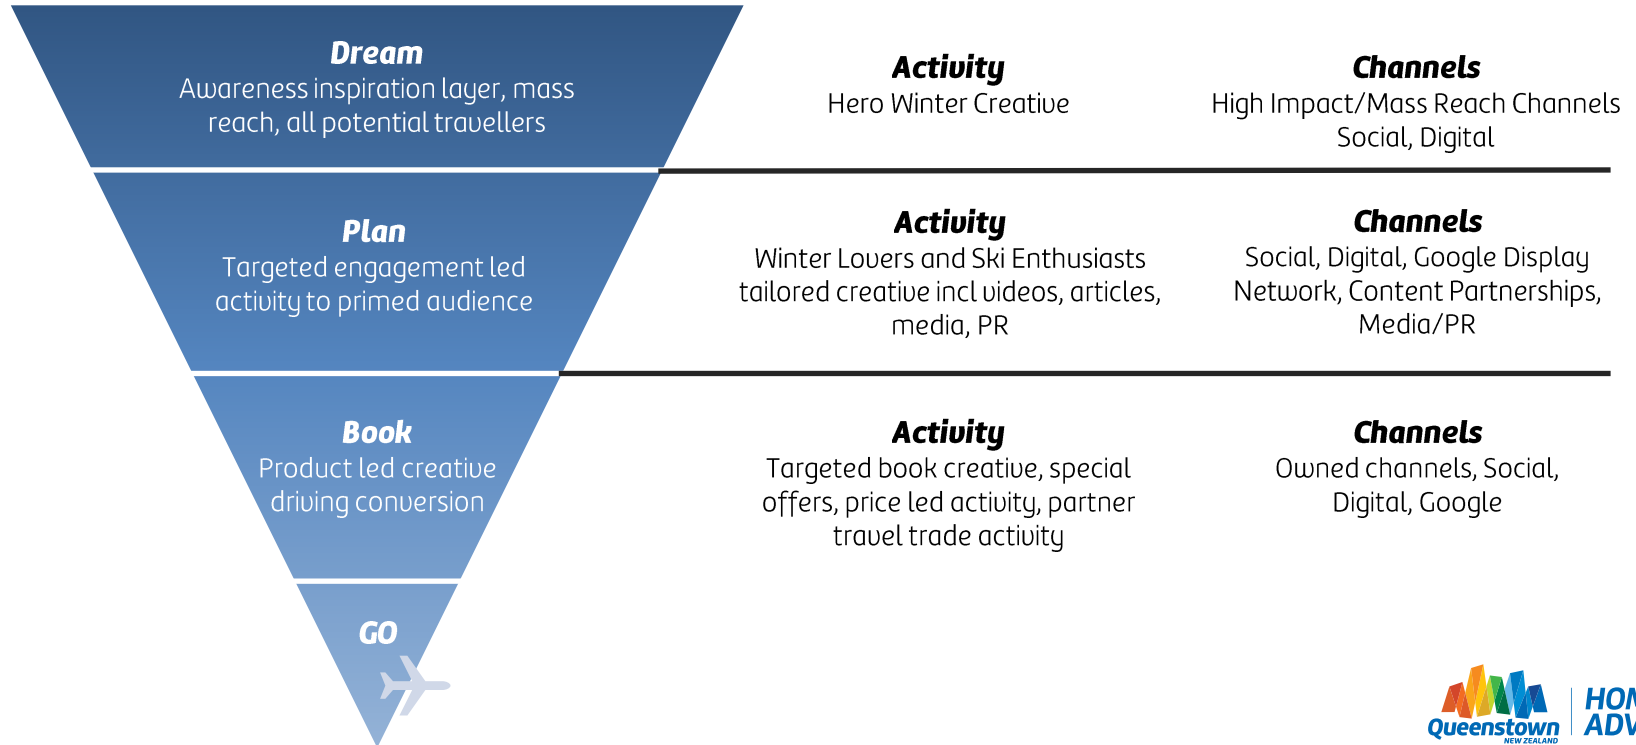 Dream
Awareness inspiration layer, mass
reach, all potential travellers
Activity
Hero Winter Creative
Channels
High Impact/Mass Reach Channels
Social, Digital
Plan
Targeted engagement led
activity to primed audience
Activity
Winter Lovers and Ski Enthusiasts
tailored creative incl videos, articles,
media, PR
Channels
Social, Digital, Google Display
Network, Content Partnerships,
Media/PR
Book
Product led creative
driving conversion
Activity
Targeted book creative, special
offers, price led activity, partner
travel trade activity
Channels
Owned channels, Social,
Digital, Google
GO
Queenstown
NEW ZEALAND